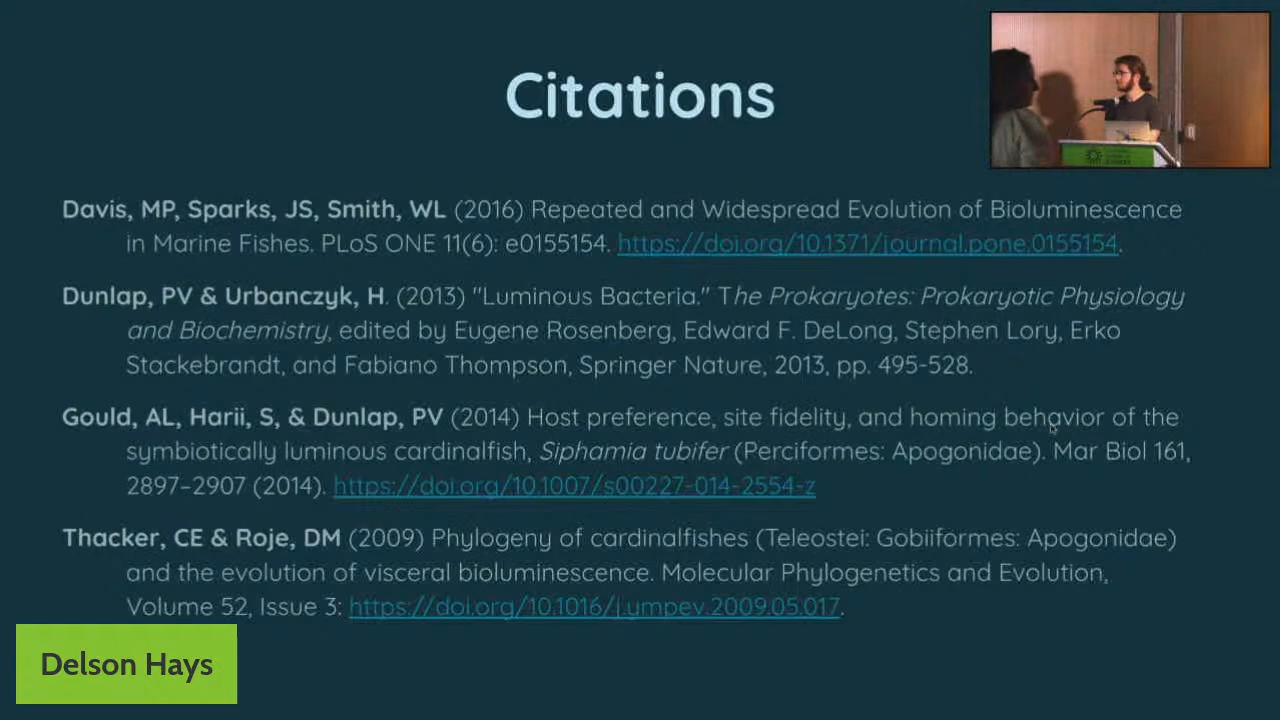 Citations
Davis, MP, Sparks, JS, Smith, WL (2016) Repeated and Widespread Evolution of Bioluminescence
in Marine Fishes. PLoS ONE 11(6): e0155154. https://doi.org/10.1371/journal.pone.0155154.
Dunlap, PV & Urbanczyk, H. (2013) "Luminous Bacteria." The Prokaryotes: Prokaryotic Physiology
and Biochemistry, edited by Eugene Rosenberg, Edward F. DeLong, Stephen Lory, Erko
Stackebrandt, and Fabiano Thompson, Springer Nature, 2013, pp. 495-528.
Gould, AL, Harii, S, & Dunlap, PV (2014) Host preference, site fidelity, and homing behavior of the
symbiotically luminous cardinalfish, Siphamia tubifer (Perciformes: Apogonidae). Mar Biol 161,
2897–2907 (2014). https://doi.org/10.1007/s00227-014-2554-z
Thacker, CE & Roje, DM (2009) Phylogeny of cardinalfishes (Teleostei: Gobiiformes: Apogonidae)
and the evolution of visceral bioluminescence. Molecular Phylogenetics and Evolution,
Volume 52, Issue 3: https://doi.org/10.1016/j.ympev.2009.05.017.
Delson Hays